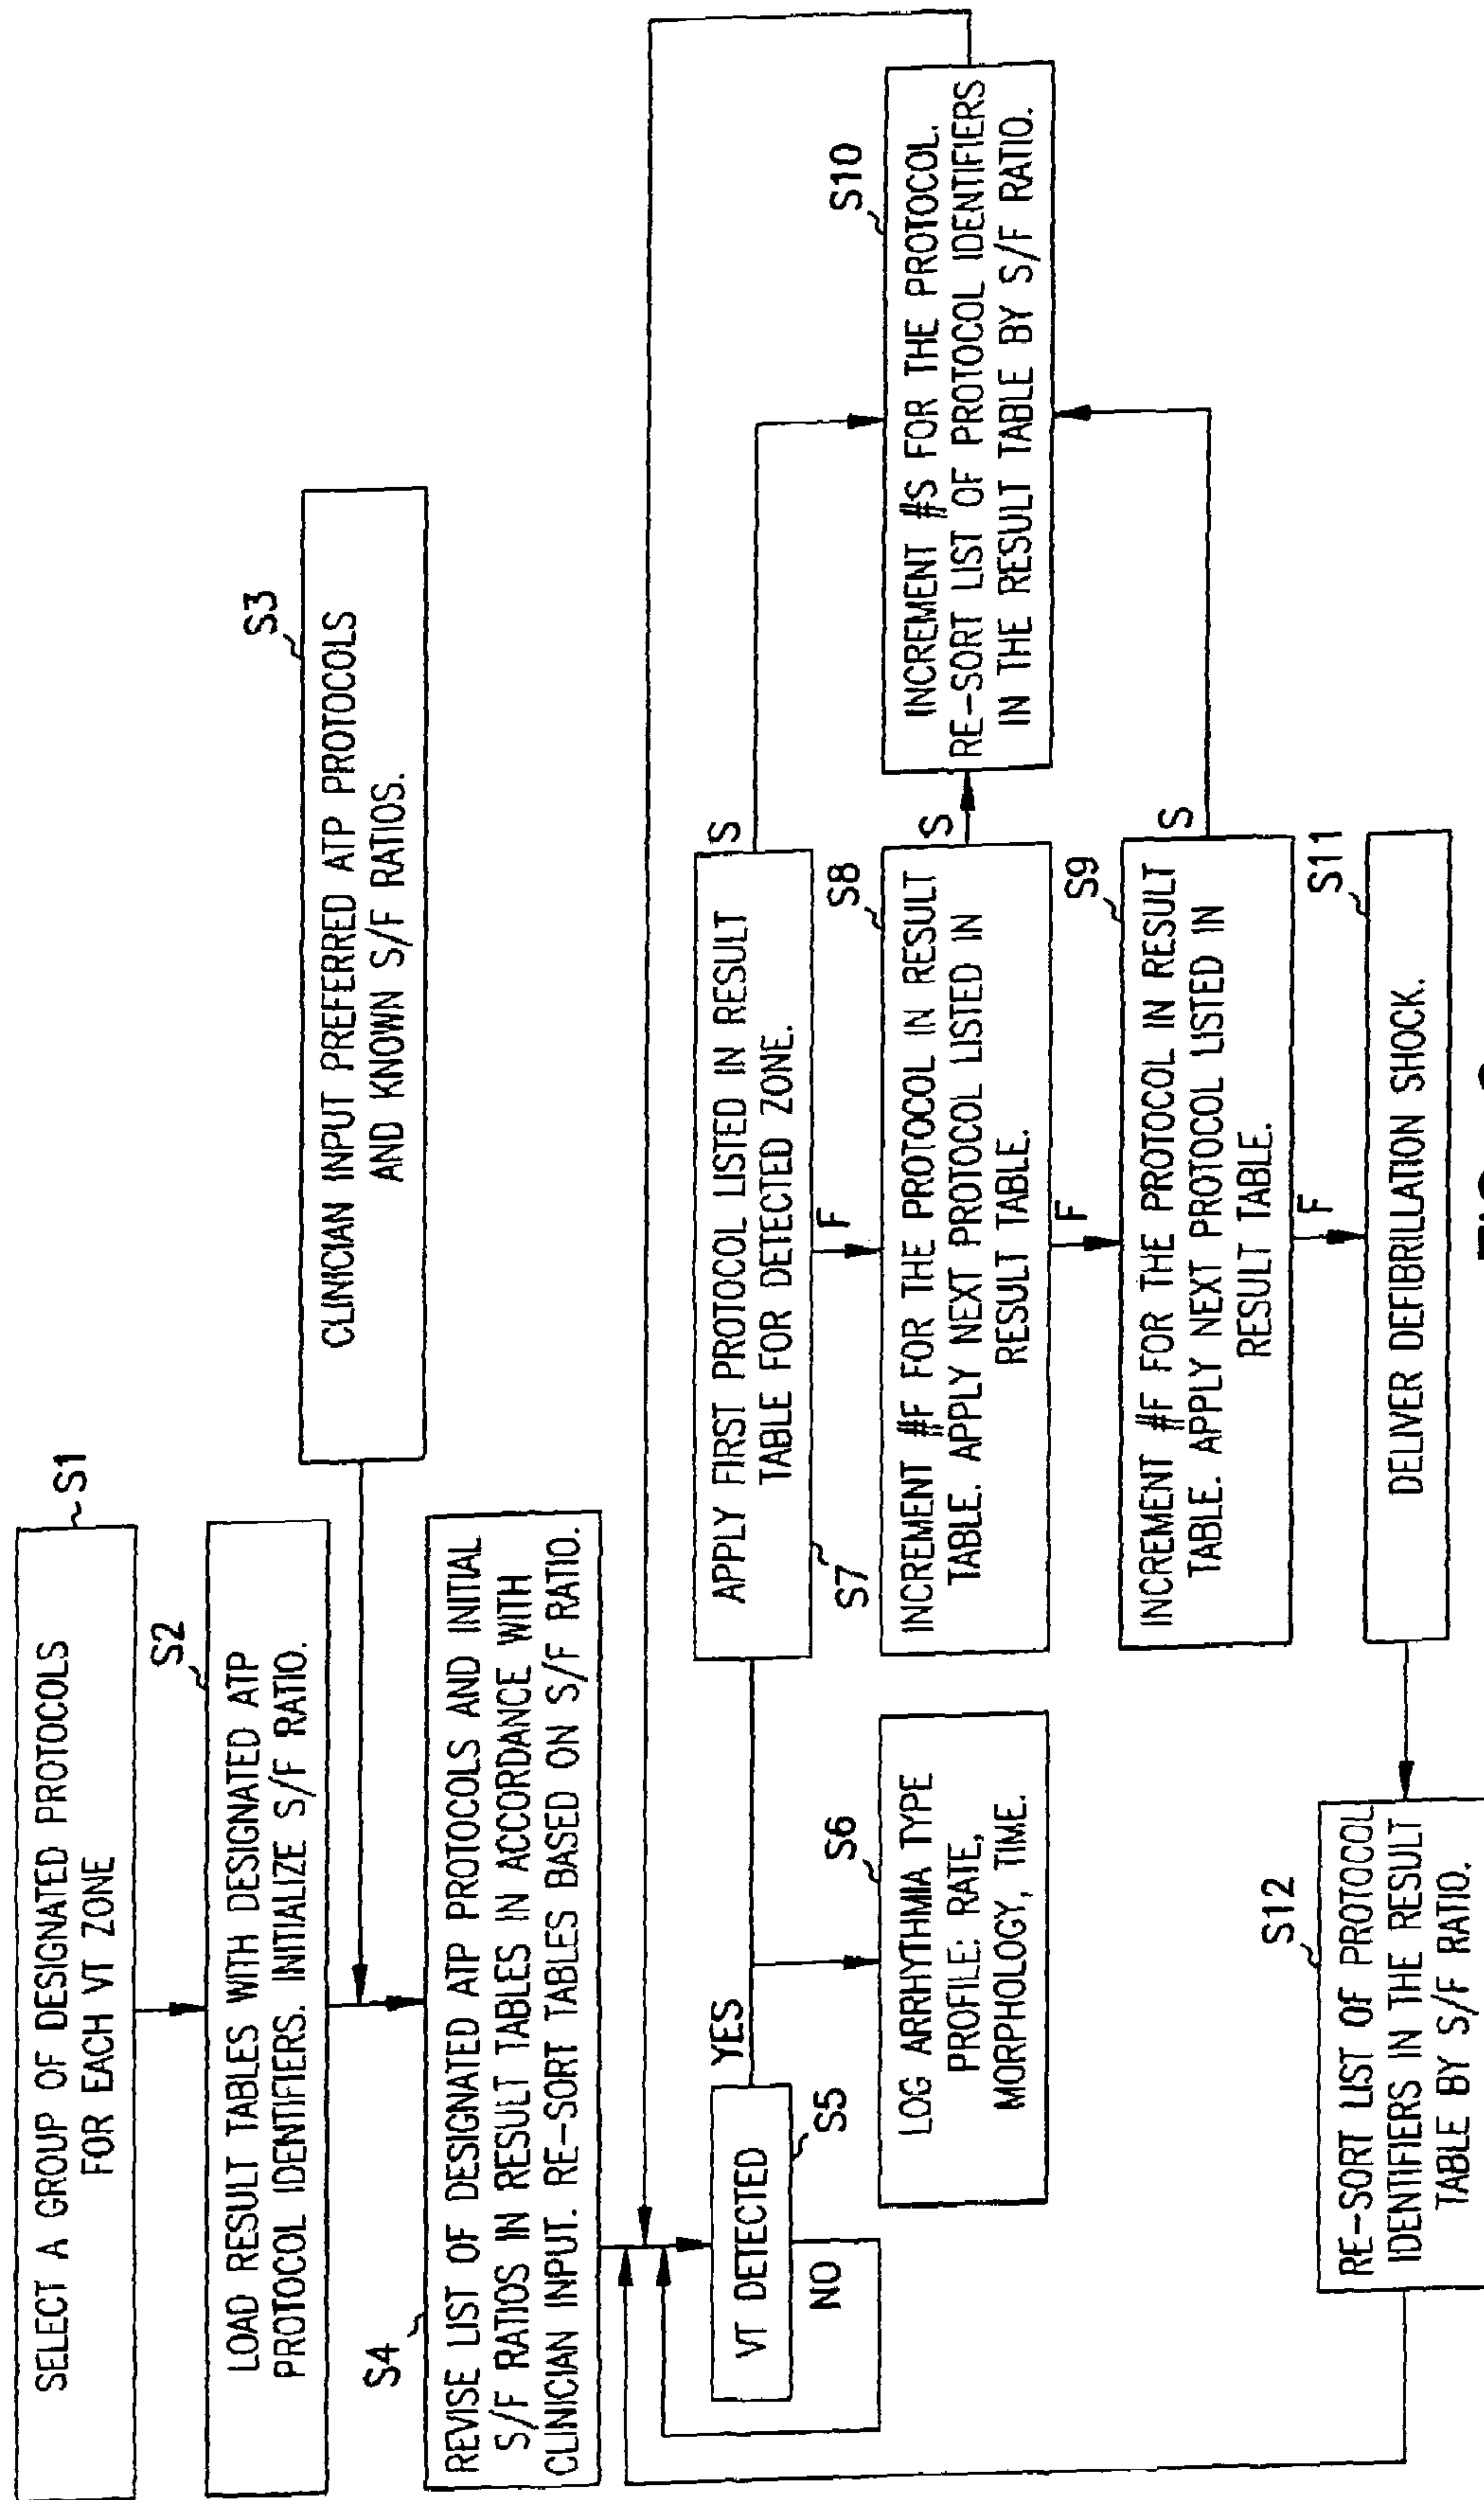 SELECT A GROUP OF DESIGNATED PROTOCOLS
FOR EACH VT ZONE
S1
LOAD RESULT TABLES WITH DESIGNATED ATP
PROTOCOL IDENTIFIERS. INITIALIZE S/F RATIO.
S2
CLINICIAN INPUT PREFERRED ATP PROTOCOLS
AND KNOWN S/F RATIOS.
S3
REVISE LIST OF DESIGNATED ATP PROTOCOLS AND INITIAL
S/F RATIOS IN RESULT TABLES IN ACCORDANCE WITH
CLINICIAN INPUT. RE-SORT TABLES BASED ON S/F RATIO.
S4
VT DETECTED
S5
YES
NO
LOG ARRHYTHMIA TYPE
PROFILE: RATE,
MORPHOLOGY, TIME.
S6
APPLY FIRST PROTOCOL LISTED IN RESULT
TABLE FOR DETECTED ZONE.
S7
S
F
INCREMENT #F FOR THE PROTOCOL IN RESULT
TABLE. APPLY NEXT PROTOCOL LISTED IN
RESULT TABLE.
S8
S
F
INCREMENT #F FOR THE PROTOCOL IN RESULT
TABLE. APPLY NEXT PROTOCOL LISTED IN
RESULT TABLE.
S9
S
F
INCREMENT #S FOR THE PROTOCOL.
RE-SORT LIST OF PROTOCOL IDENTIFIERS
IN THE RESULT TABLE BY S/F RATIO.
S10
DELIVER DEFIBRILLATION SHOCK.
S11
RE-SORT LIST OF PROTOCOL
IDENTIFIERS IN THE RESULT
TABLE BY S/F RATIO.
S12